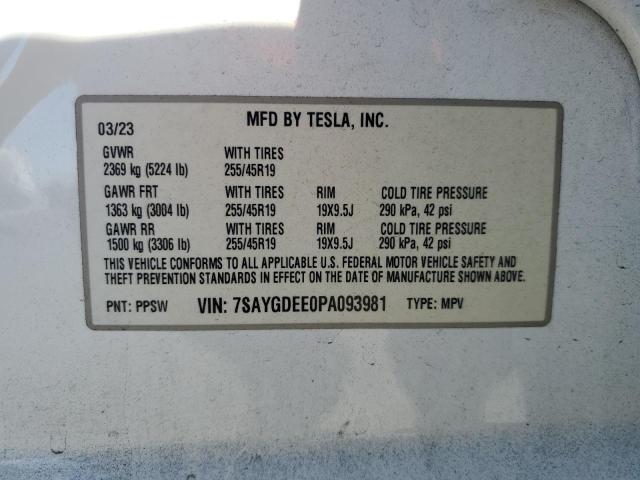 03/23 MFD BY TESLA, INC.
GVWR WITH TIRES
2369 kg (5224 lb) 255/45R19
GAWR FRT WITH TIRES RIM COLD TIRE PRESSURE
1363 kg (3004 lb) 255/45R19 19X9.5J 290 kPa, 42 psi
GAWR RR WITH TIRES RIM COLD TIRE PRESSURE
1500 kg (3306 lb) 255/45R19 19X9.5J 290 kPa, 42 psi
THIS VEHICLE CONFORMS TO ALL APPLICABLE U.S. FEDERAL MOTOR VEHICLE SAFETY AND
THEFT PREVENTION STANDARDS IN EFFECT ON THE DATE OF MANUFACTURE SHOWN ABOVE.
PNT: PPSW VIN: 7SAYGDEE0PA093981 TYPE: MPV